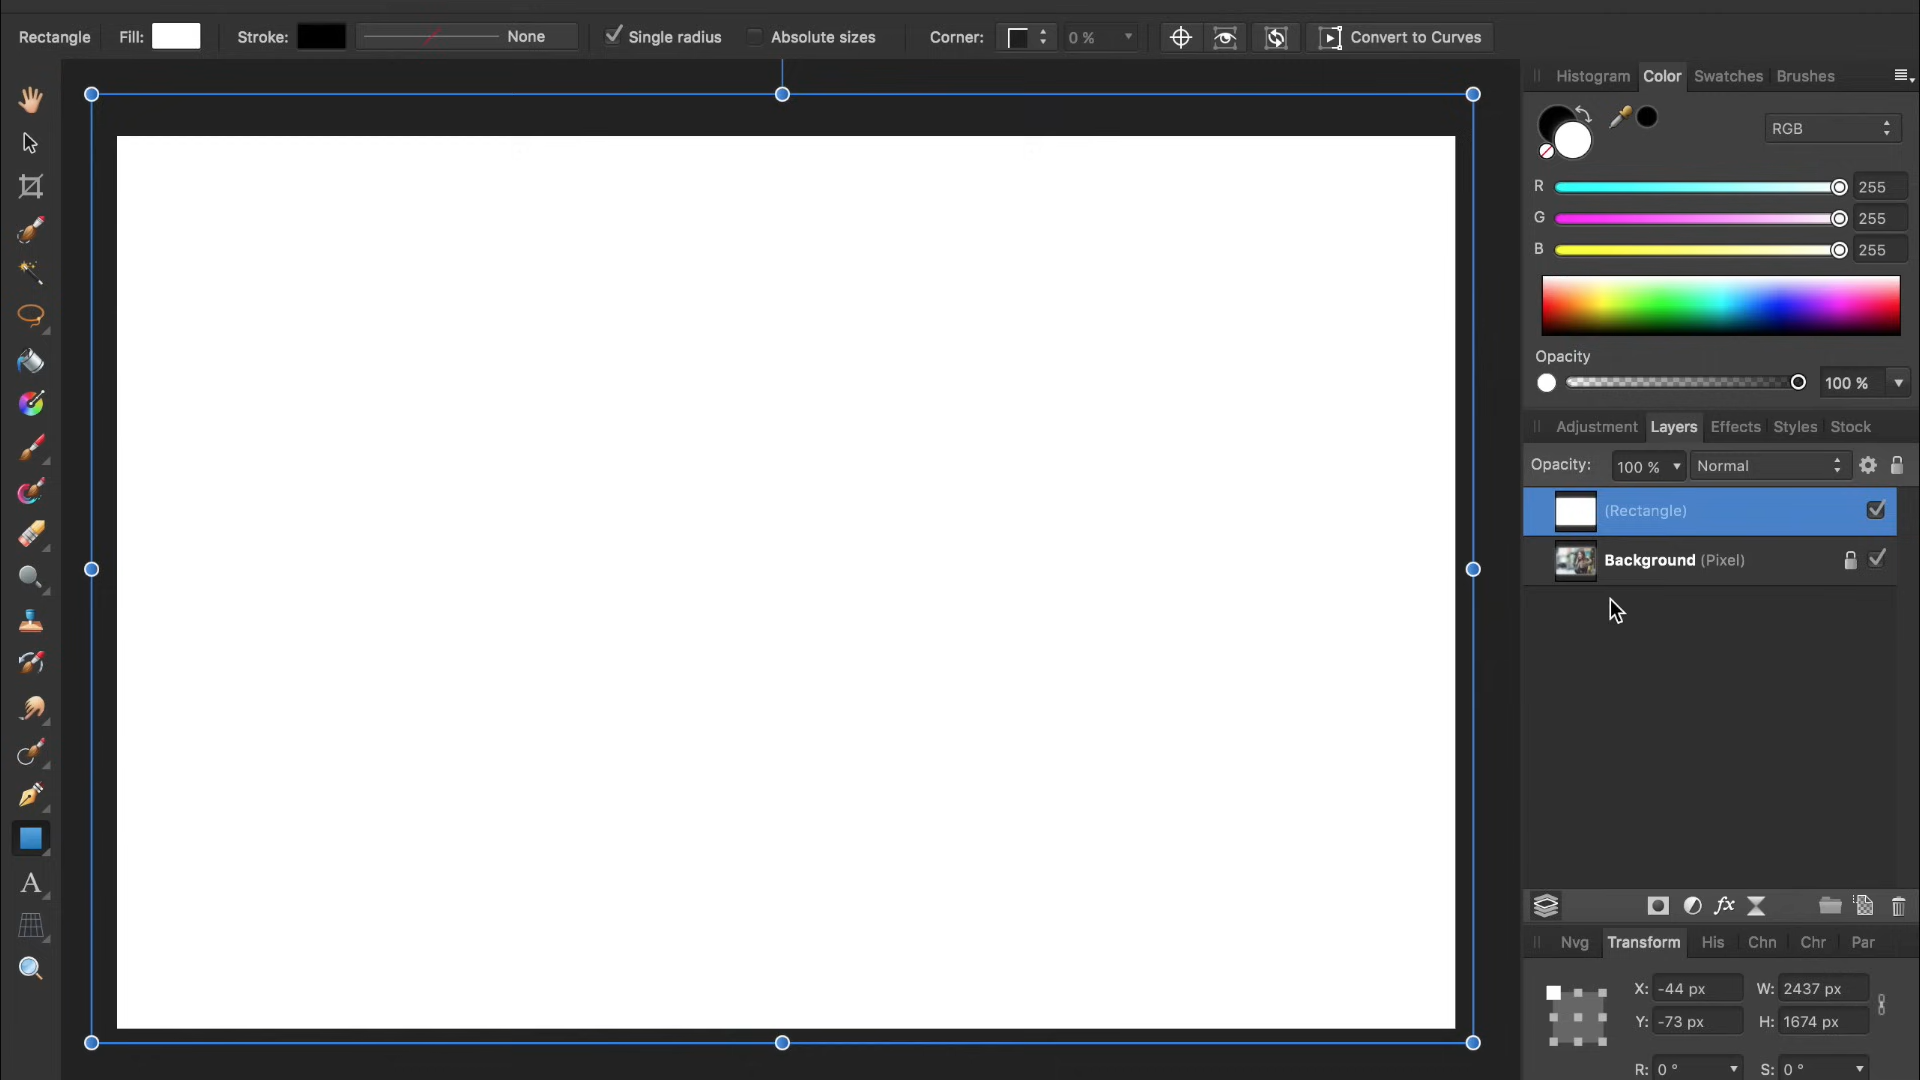 Rectangle Fill: Stroke: None Single radius Absolute sizes Corner: 0 % Convert to Curves
Histogram Color Swatches Brushes
RGB
R 255
G 255
B 255
Opacity
100 %
Adjustment Layers Effects Styles Stock
Opacity: 100 % Normal
(Rectangle)
Background (Pixel)
fx
Nvg Transform His Chn Chr Par
X: -44 px W: 2437 px
Y: -73 px H: 1674 px
R: 0 ° S: 0 °
A